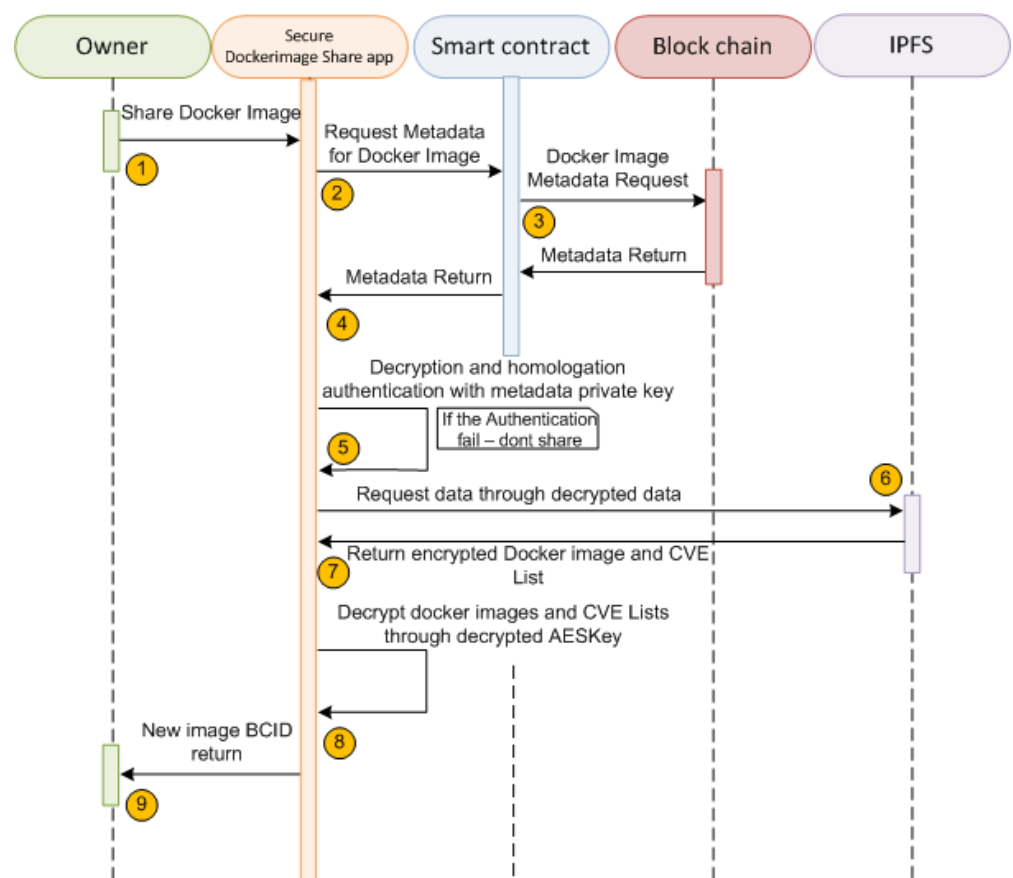 Owner
Secure
Dockerimage Share app
Smart contract
Block chain
IPFS
Share Docker Image
1
Request Metadata
for Docker Image
2
Docker Image
Metadata Request
3
Metadata Return
Metadata Return
4
Decryption and homologation
authentication with metadata private key
If the Authentication
fail – dont share
5
6
Request data through decrypted data
Return encrypted Docker image and CVE
List
7
Decrypt docker images and CVE Lists
through decrypted AESKey
8
New image BCID
return
9